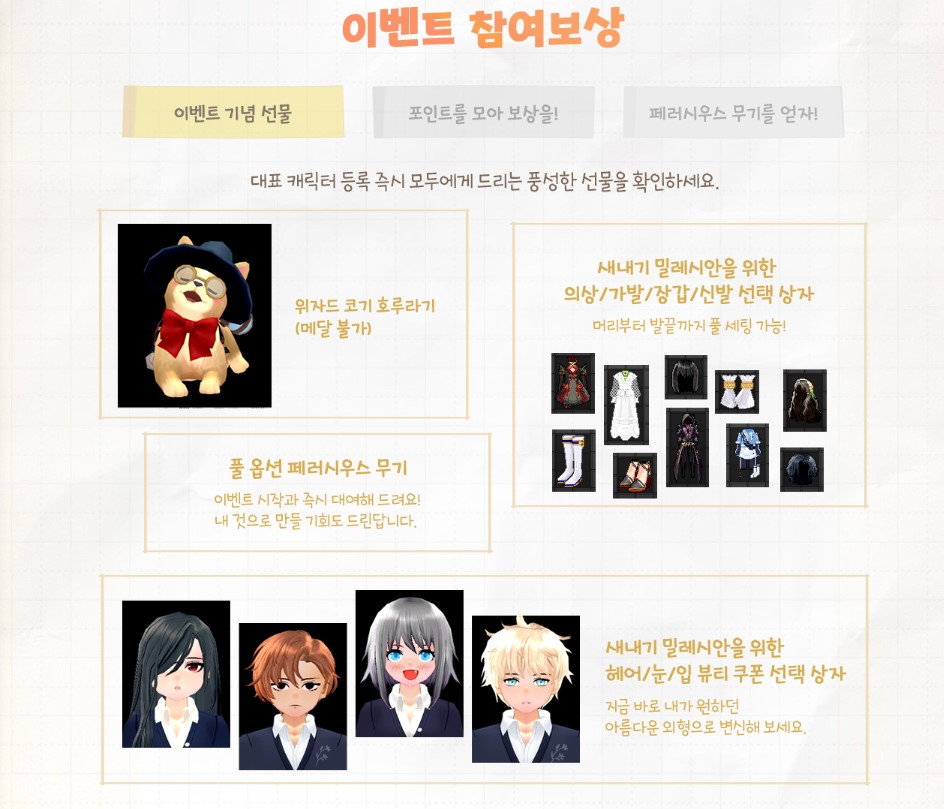 이벤트 참여보상
이벤트 기념 선물
포인트를 모아 보상을!
페러시우스 무기를 얻자!
대표 캐릭터 등록 즉시 모두에게 드리는 풍성한 선물을 확인하세요.
위자드 코기 호루라기
(메달 불가)
새내기 밀레시안을 위한
의상/가발/장갑/신발 선택 상자
머리부터 발끝까지 풀 세팅 가능!
풀 옵션 페러시우스 무기
이벤트 시작과 즉시 대여해 드려요!
내 것으로 만들 기회도 드린답니다.
새내기 밀레시안을 위한
헤어/눈/입 뷰티 쿠폰 선택 상자
지금 바로 내가 원하던
아름다운 외형으로 변신해 보세요.